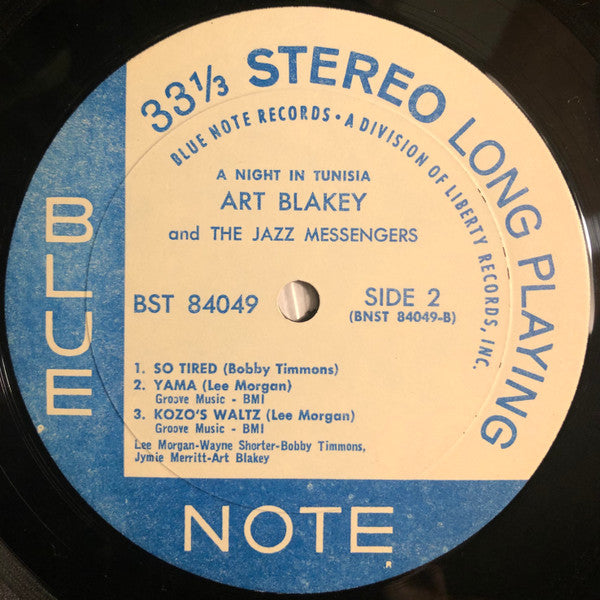 33⅓ STEREO LONG PLAYING
BLUE NOTE RECORDS • A DIVISION OF LIBERTY RECORDS, INC.
A NIGHT IN TUNISIA
ART BLAKEY
and THE JAZZ MESSENGERS
BST 84049
SIDE 2
(BNST 84049-B)
1. SO TIRED (Bobby Timmons)
2. YAMA (Lee Morgan)
Groove Music - BMI
3. KOZO'S WALTZ (Lee Morgan)
Groove Music - BMI
Lee Morgan-Wayne Shorter-Bobby Timmons,
Jymie Merritt-Art Blakey
BLUE
NOTE